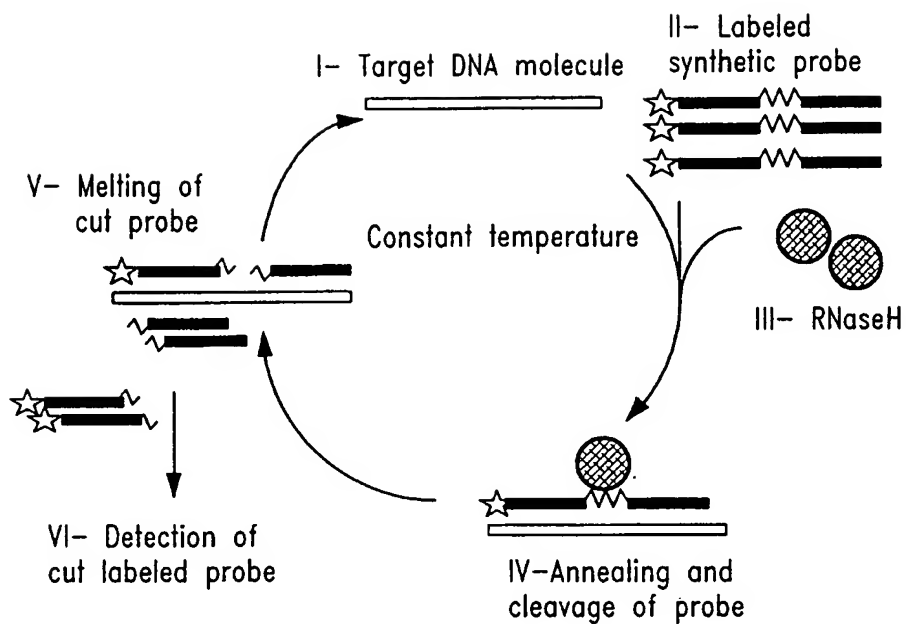 I- Target DNA molecule
II- Labeled
synthetic probe
Constant temperature
III- RNaseH
IV-Annealing and
cleavage of probe
V- Melting of
cut probe
VI- Detection of
cut labeled probe